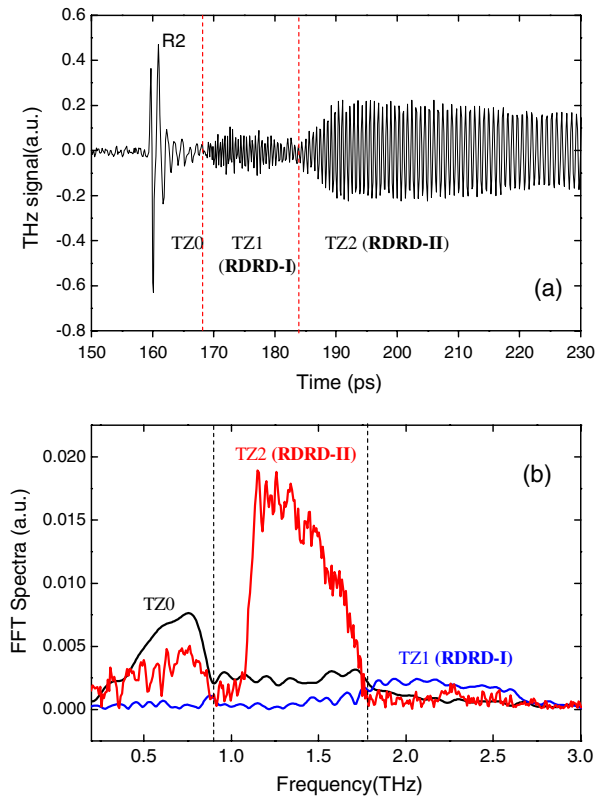 0.6
R2
0.4
0.2
0.0
-0.2
-0.4
-0.6
-0.8
THz signal(a.u.)
TZ0
TZ1
(RDRD-I)
TZ2 (RDRD-II)
(a)
150 160 170 180 190 200 210 220 230
Time (ps)
0.020
0.015
0.010
0.005
0.000
FFT Spectra (a.u.)
TZ2 (RDRD-II)
(b)
TZ0
TZ1 (RDRD-I)
0.5 1.0 1.5 2.0 2.5 3.0
Frequency(THz)